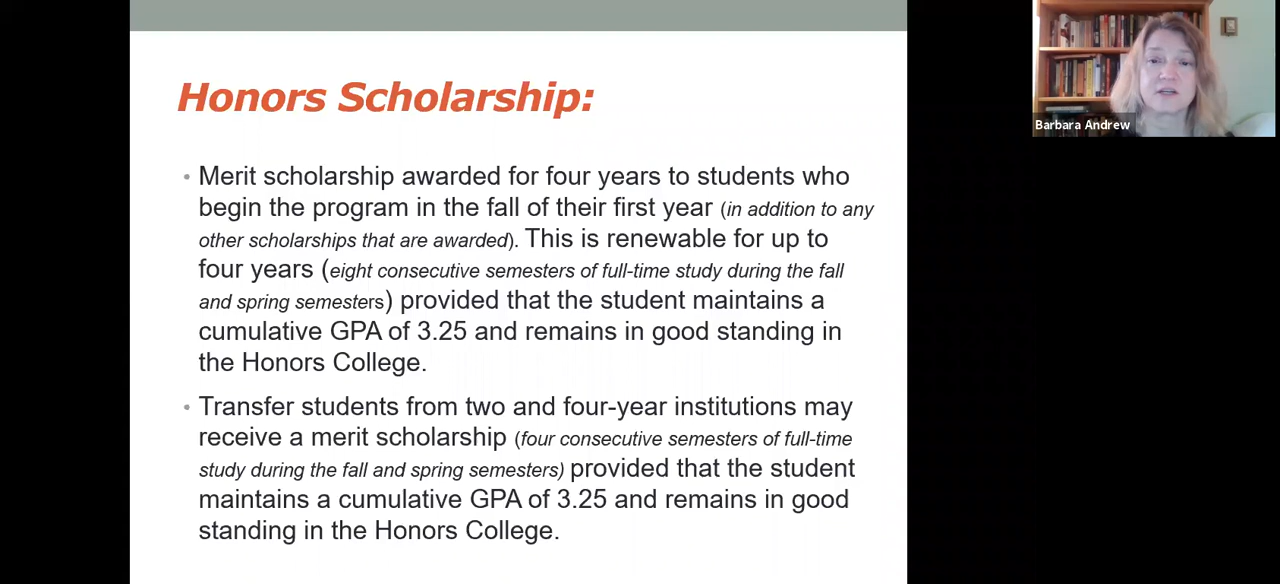 Honors Scholarship:
• Merit scholarship awarded for four years to students who
begin the program in the fall of their first year (in addition to any
other scholarships that are awarded). This is renewable for up to
four years (eight consecutive semesters of full-time study during the fall
and spring semesters) provided that the student maintains a
cumulative GPA of 3.25 and remains in good standing in
the Honors College.
• Transfer students from two and four-year institutions may
receive a merit scholarship (four consecutive semesters of full-time
study during the fall and spring semesters) provided that the student
maintains a cumulative GPA of 3.25 and remains in good
standing in the Honors College.
Barbara Andrew